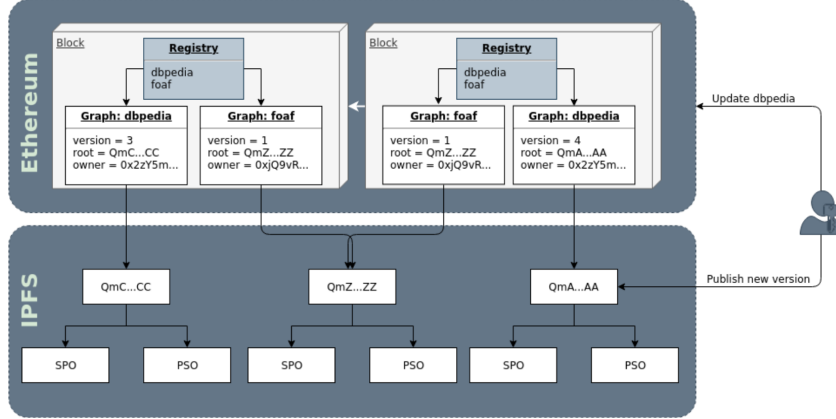 Ethereum
Block
Registry
dbpedia
foaf
Graph: dbpedia
version = 3
root = QmC...CC
owner = 0x2zY5m...
Graph: foaf
version = 1
root = QmZ...ZZ
owner = 0xjQ9vR...
Block
Registry
dbpedia
foaf
Graph: foaf
version = 1
root = QmZ...ZZ
owner = 0xjQ9vR...
Graph: dbpedia
version = 4
root = QmA...AA
owner = 0x2zY5m...
Update dbpedia
IPFS
QmC...CC
QmZ...ZZ
QmA...AA
Publish new version
SPO
PSO
SPO
PSO
SPO
PSO